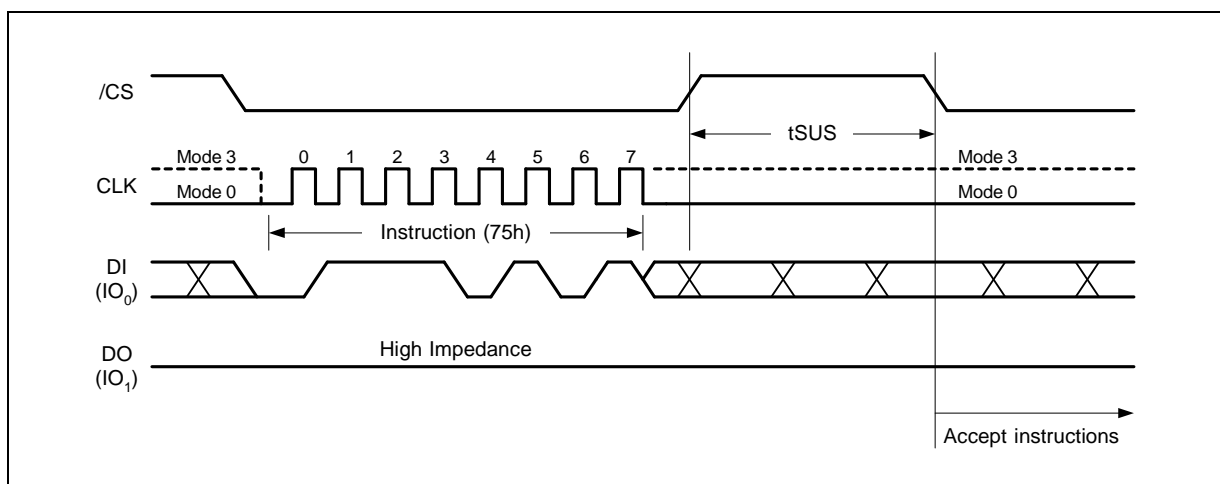 /CS
tSUS
Mode 3 0 1 2 3 4 5 6 7 Mode 3
CLK
Mode 0 Mode 0
Instruction (75h)
DI
(IO0)
High Impedance
DO
(IO1)
Accept instructions